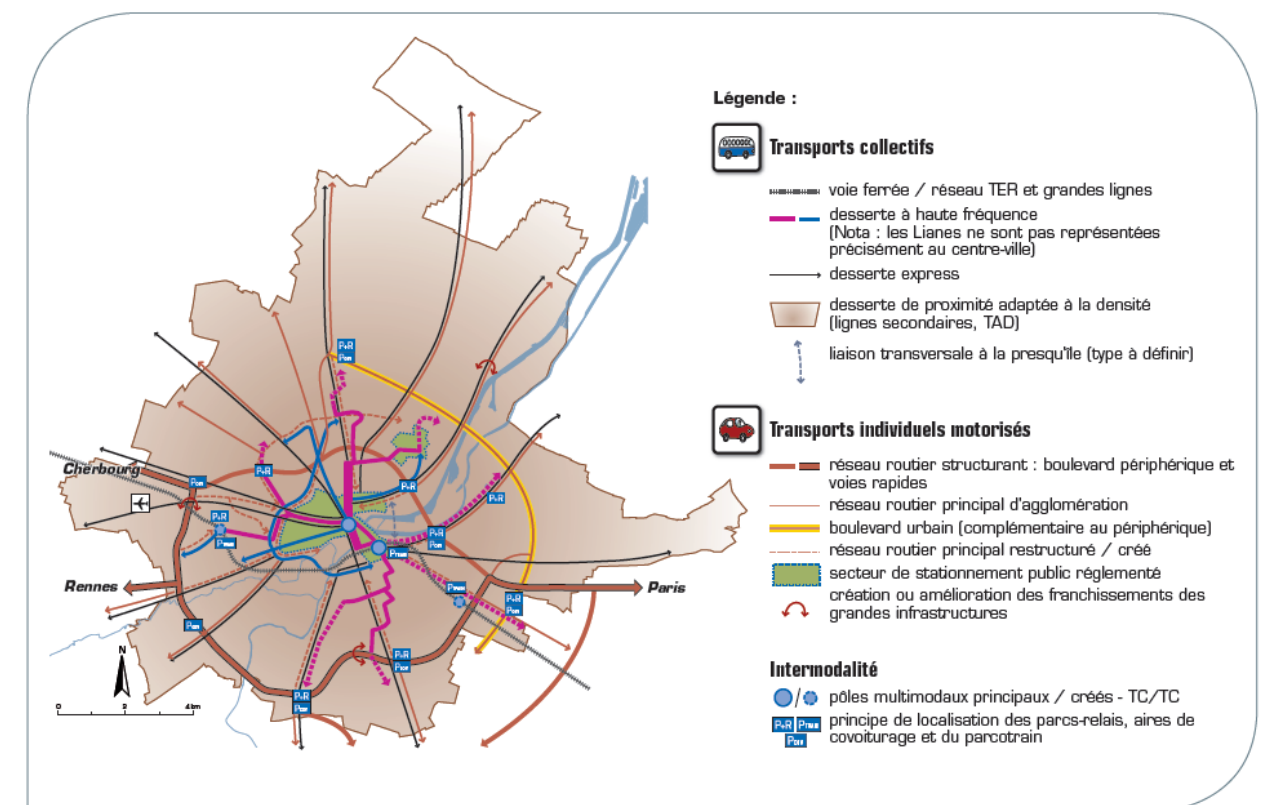 Légende :
Transports collectifs
voie ferrée / réseau TER et grandes lignes
desserte à haute fréquence
(Nota : les Lianes ne sont pas représentées
précisément au centre-ville)
desserte express
desserte de proximité adaptée à la densité
(lignes secondaires, TAD)
liaison transversale à la presqu'île (type à définir)
Transports individuels motorisés
réseau routier structurant : boulevard périphérique et
voies rapides
réseau routier principal d'agglomération
boulevard urbain (complémentaire au périphérique)
réseau routier principal restructuré / créé
secteur de stationnement public réglementé
création ou amélioration des franchissements des
grandes infrastructures
Intermodalité
pôles multimodaux principaux / créés - TC/TC
P+R
principe de localisation des parcs-relais, aires de
covoiturage et du parcotrain
P+R
Cherbourg
P+R
P+R
P+R
P+R
P+R
Rennes
Paris
P+R
P+R
P+R
N
0 2 4 km